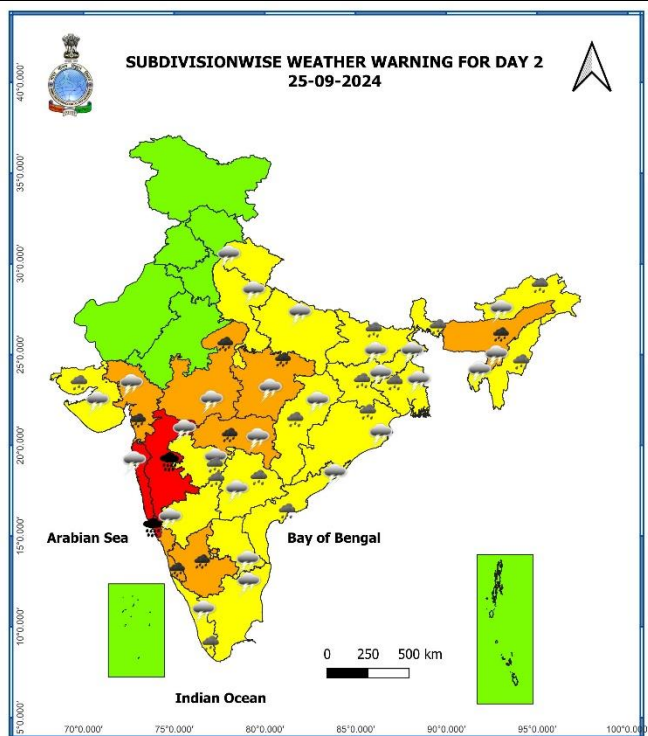 SUBDIVISIONWISE WEATHER WARNING FOR DAY 2
25-09-2024
40°0.000'
35°0.000'
30°0.000'
25°0.000'
20°0.000'
15°0.000'
10°0.000'
5°0.000'
Arabian Sea
Bay of Bengal
0 250 500 km
Indian Ocean
70°0.000' 75°0.000' 80°0.000' 85°0.000' 90°0.000' 95°0.000' 100°0.000'